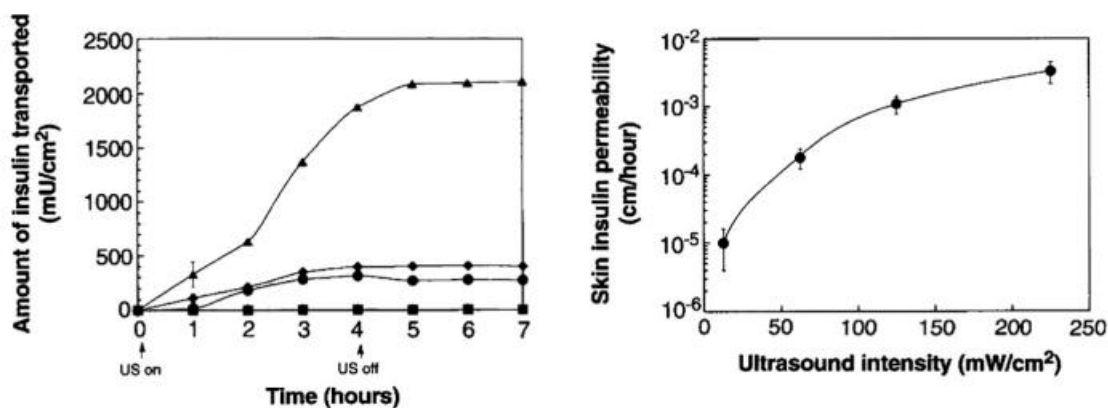 Amount of insulin transported
(mU/cm²)
2500
2000
1500
1000
500
0
0 1 2 3 4 5 6 7
US on
US off
Time (hours)
Skin insulin permeability
(cm/hour)
10⁻²
10⁻³
10⁻⁴
10⁻⁵
10⁻⁶
0 50 100 150 200 250
Ultrasound intensity (mW/cm²)